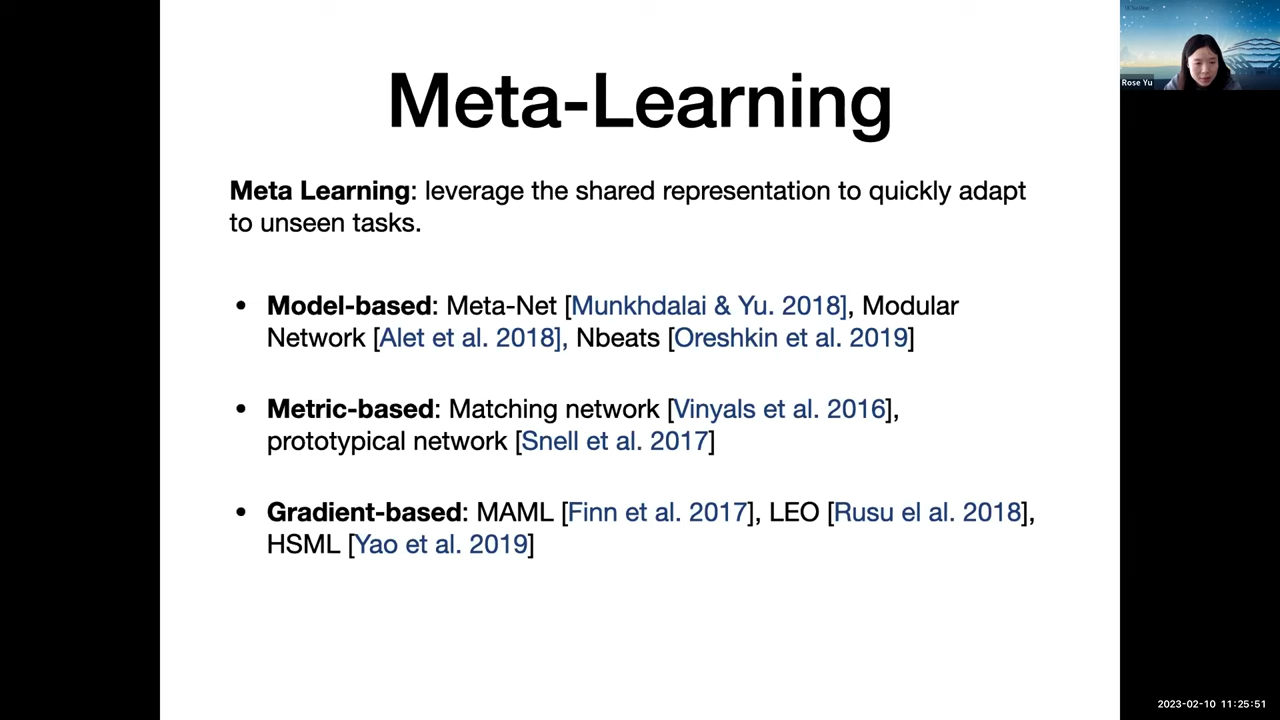 Meta-Learning
Meta Learning: leverage the shared representation to quickly adapt
to unseen tasks.
• Model-based: Meta-Net [Munkhdalai & Yu. 2018], Modular
Network [Alet et al. 2018], Nbeats [Oreshkin et al. 2019]
• Metric-based: Matching network [Vinyals et al. 2016],
prototypical network [Snell et al. 2017]
• Gradient-based: MAML [Finn et al. 2017], LEO [Rusu el al. 2018],
HSML [Yao et al. 2019]
Rose Yu
2023-02-10 11:25:51